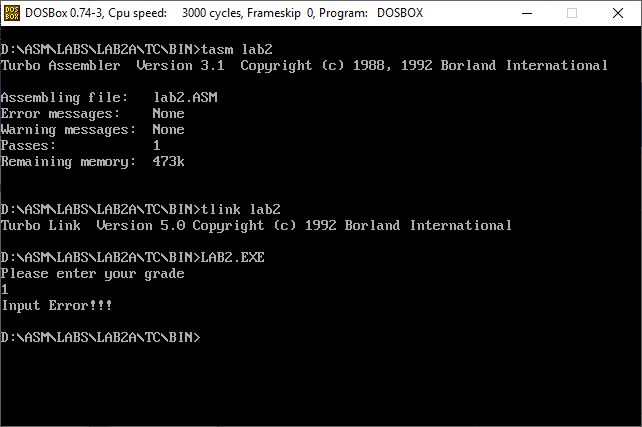 DOSBox 0.74-3, Cpu speed: 3000 cycles, Frameskip 0, Program: DOSBOX
D:\ASM\LABS\LAB2A\TC\BIN>tasm lab2
Turbo Assembler Version 3.1 Copyright (c) 1988, 1992 Borland International
Assembling file: lab2.ASM
Error messages: None
Warning messages: None
Passes: 1
Remaining memory: 473k
D:\ASM\LABS\LAB2A\TC\BIN>tlink lab2
Turbo Link Version 5.0 Copyright (c) 1992 Borland International
D:\ASM\LABS\LAB2A\TC\BIN>LAB2.EXE
Please enter your grade
1
Input Error!!!
D:\ASM\LABS\LAB2A\TC\BIN>